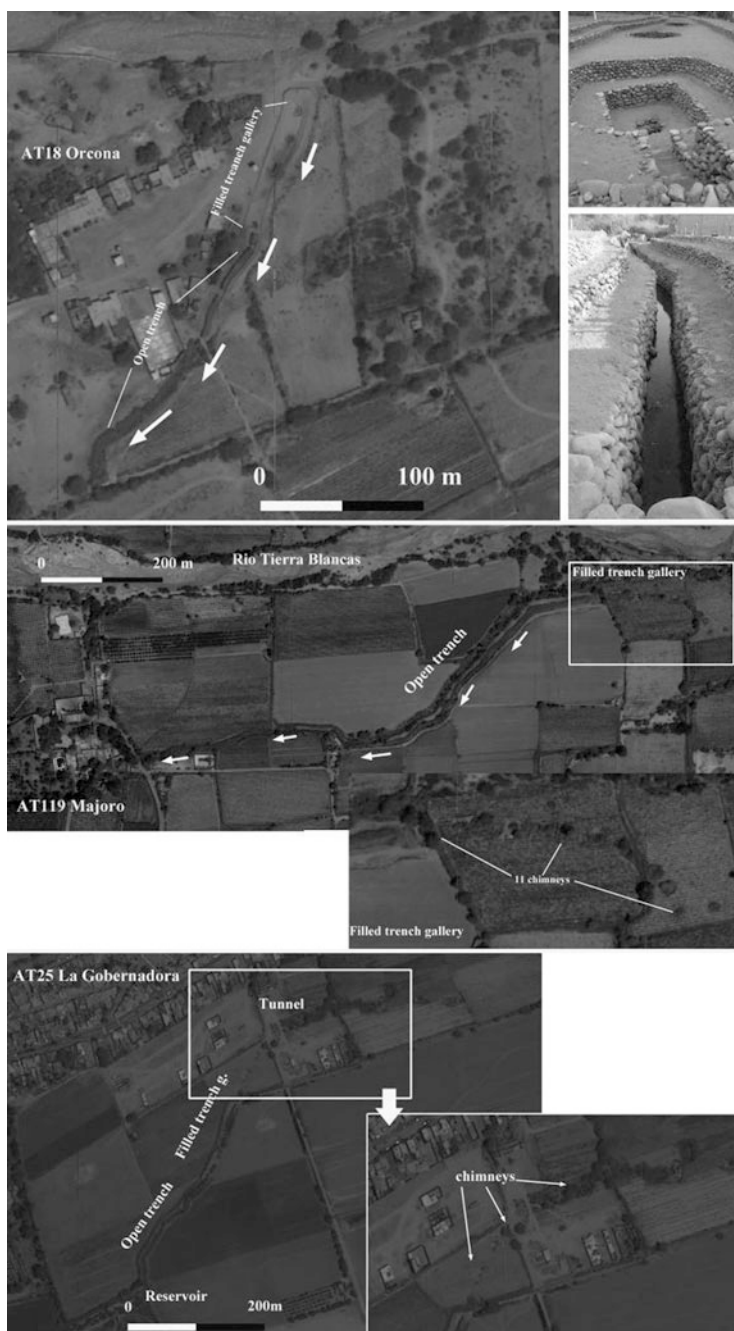 AT18 Orcona
Filled treanch gallery
Open trench
0 100 m
0 200 m
Rio Tierra Blancas
Filled trench gallery
Open trench
AT119 Majoro
11 chimneys
Filled trench gallery
AT25 La Gobernadora
Tunnel
Filled trench g.
Open trench
chimneys
Reservoir
0 200m